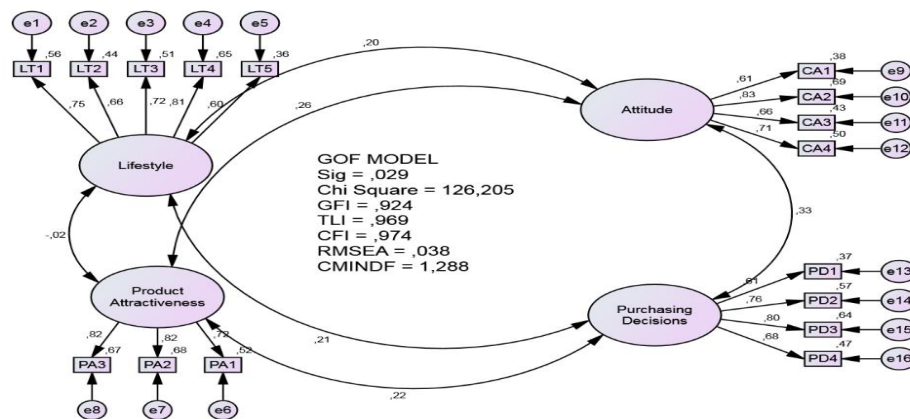 e1 e2 e3 e4 e5
,56 ,44 ,51 ,65 ,36
LT1 LT2 LT3 LT4 LT5
,75 ,66 ,72 ,81 ,60
,20
,26
Lifestyle
Attitude
,61 ,83 ,66 ,71
,38
CA1 e9
,69
CA2 e10
,43
CA3 e11
,50
CA4 e12
GOF MODEL
Sig = ,029
Chi Square = 126,205
GFI = ,924
TLI = ,969
CFI = ,974
RMSEA = ,038
CMINDF = 1,288
-,02
,33
Product
Attractiveness
,82 ,82 ,72
,67 ,68 ,52
PA3 PA2 PA1
e8 e7 e6
,21
,22
Purchasing
Decisions
,61 ,76 ,80 ,68
,37
PD1 e13
,57
PD2 e14
,64
PD3 e15
,47
PD4 e16